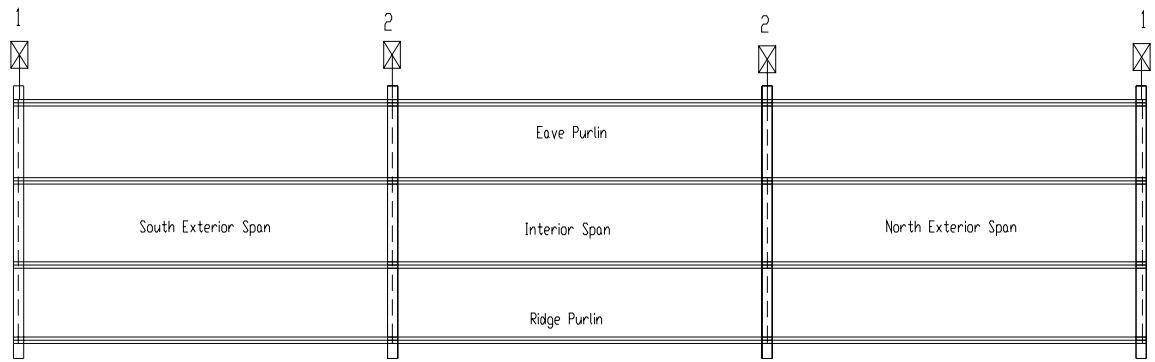 1 2 2 1
Eave Purlin
South Exterior Span Interior Span North Exterior Span
Ridge Purlin